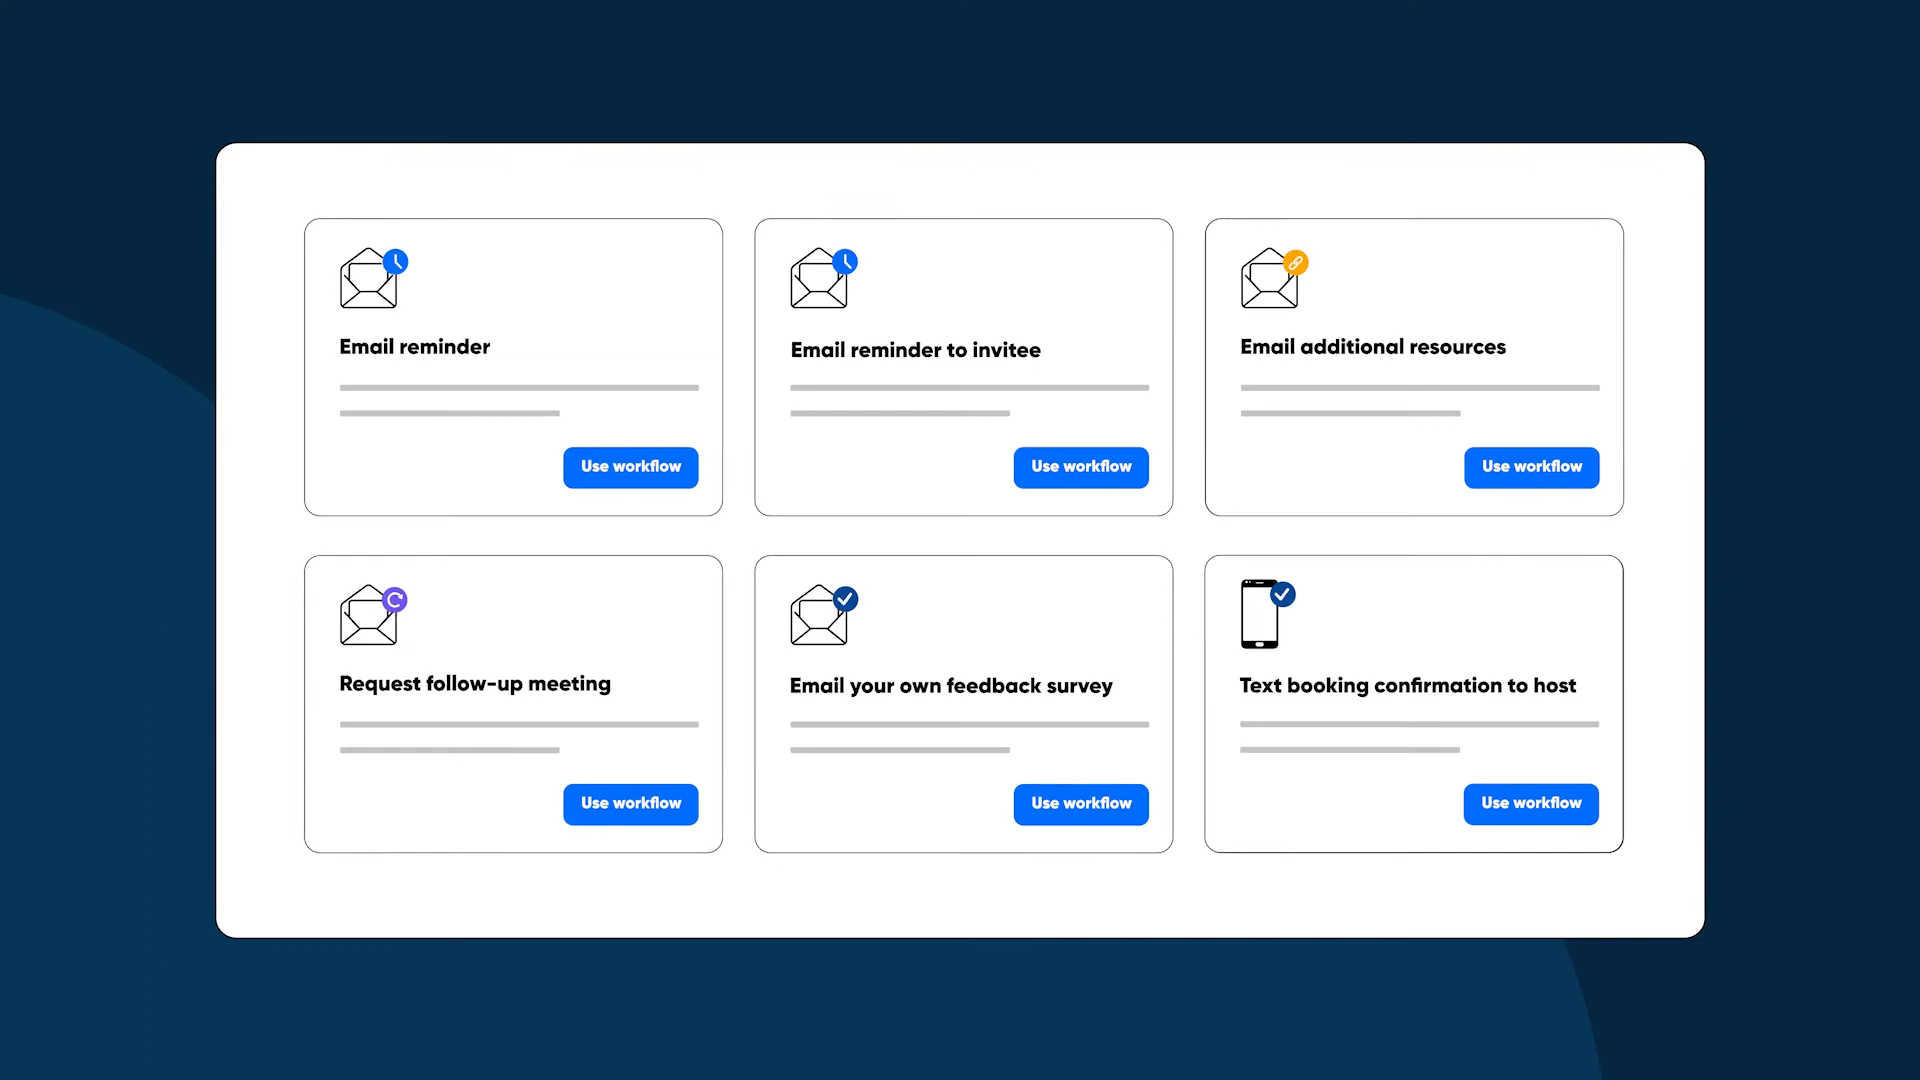 Email reminder
Use workflow
Email reminder to invitee
Use workflow
Email additional resources
Use workflow
Request follow-up meeting
Use workflow
Email your own feedback survey
Use workflow
Text booking confirmation to host
Use workflow